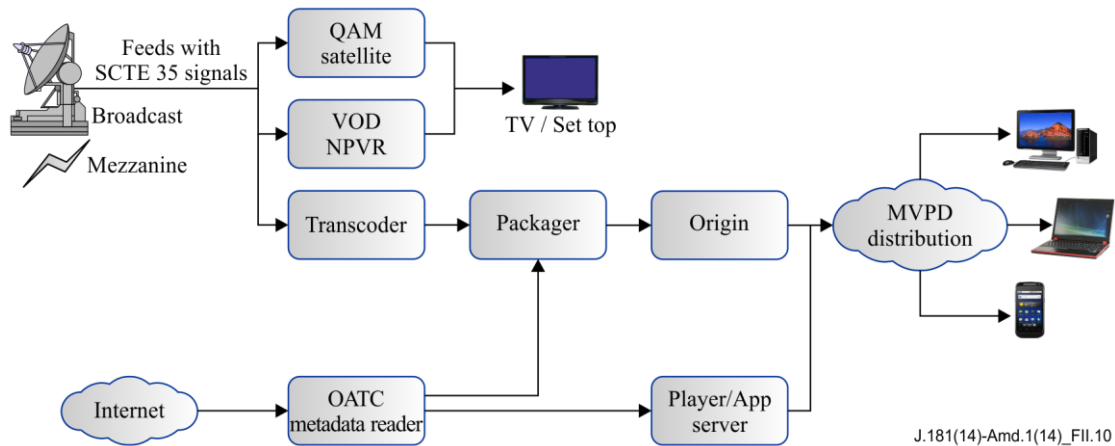 Feeds with
SCTE 35 signals
Broadcast
Mezzanine
QAM
satellite
VOD
NPVR
TV / Set top
Transcoder
Packager
Origin
MVPD
distribution
Internet
OATC
metadata reader
Player/App
server
J.181(14)-Amd.1(14)_FII.10